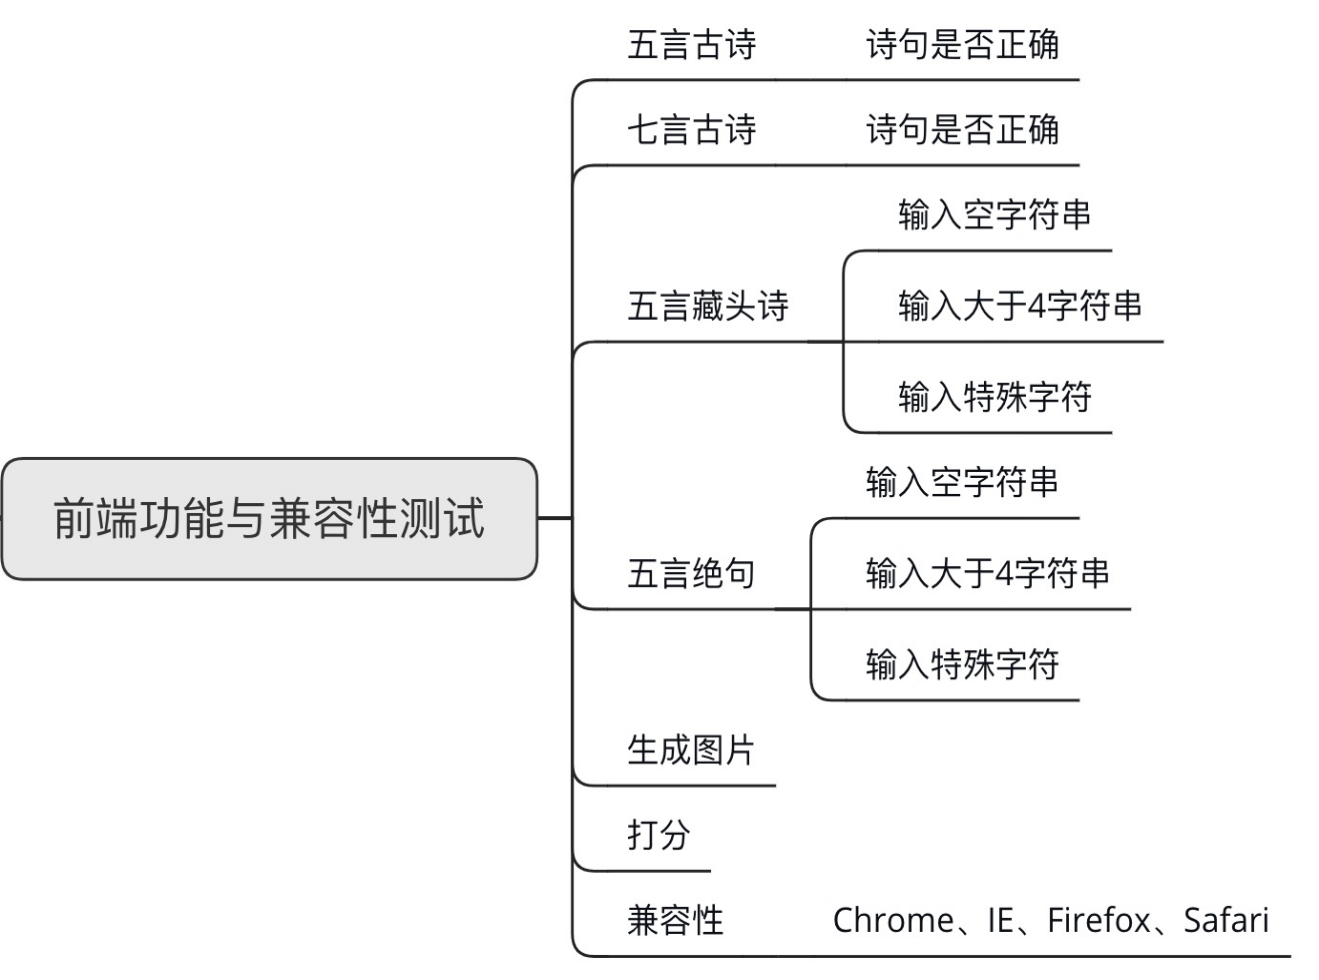 五言古诗 诗句是否正确
七言古诗 诗句是否正确
输入空字符串
五言藏头诗 输入大于4字符串
输入特殊字符
输入空字符串
前端功能与兼容性测试
五言绝句 输入大于4字符串
输入特殊字符
生成图片
打分
兼容性 Chrome、IE、Firefox、Safari